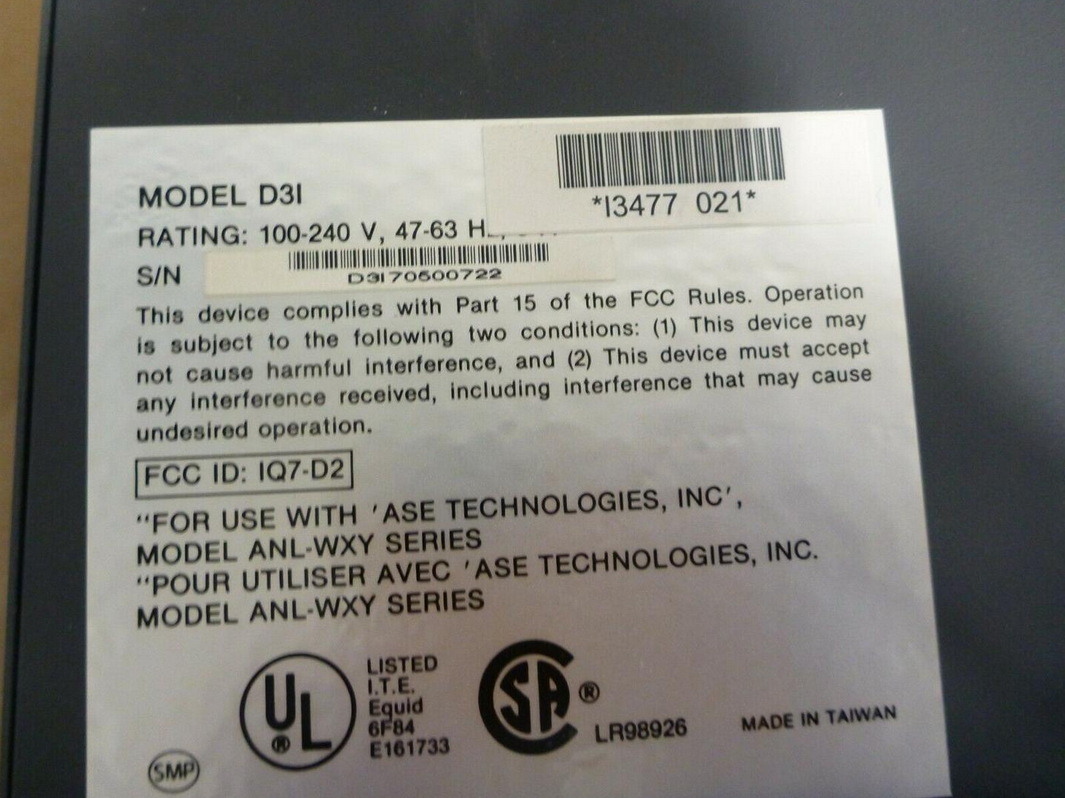 *I3477 021*
MODEL D3I
RATING: 100-240 V, 47-63
S/N
D3I70500722
This device complies with Part 15 of the FCC Rules. Operation
is subject to the following two conditions: (1) This device may
not cause harmful interference, and (2) This device must accept
any interference received, including interference that may cause
undesired operation.
FCC ID: IQ7-D2
"FOR USE WITH 'ASE TECHNOLOGIES, INC',
MODEL ANL-WXY SERIES
"POUR UTILISER AVEC 'ASE TECHNOLOGIES, INC.
MODEL ANL-WXY SERIES
UL ®
LISTED
I.T.E.
Equid
6F84
E161733
SA ®
LR98926
MADE IN TAIWAN
SMP